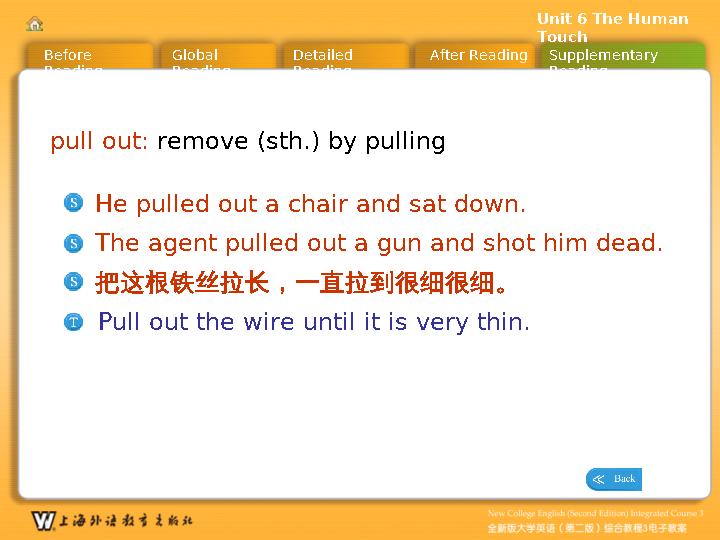 Unit 6 The Human
Touch
Before
Reading
Global
Reading
Detailed
Reading
After Reading
Supplementary
Reading
pull out: remove (sth.) by pulling
S He pulled out a chair and sat down.
S The agent pulled out a gun and shot him dead.
S 把这根铁丝拉长，一直拉到很细很细。
T Pull out the wire until it is very thin.
≪ Back
W 上海外语教育出版社
New College English (Second Edition) Integrated Course 3
全新版大学英语（第二版）综合教程3电子教案